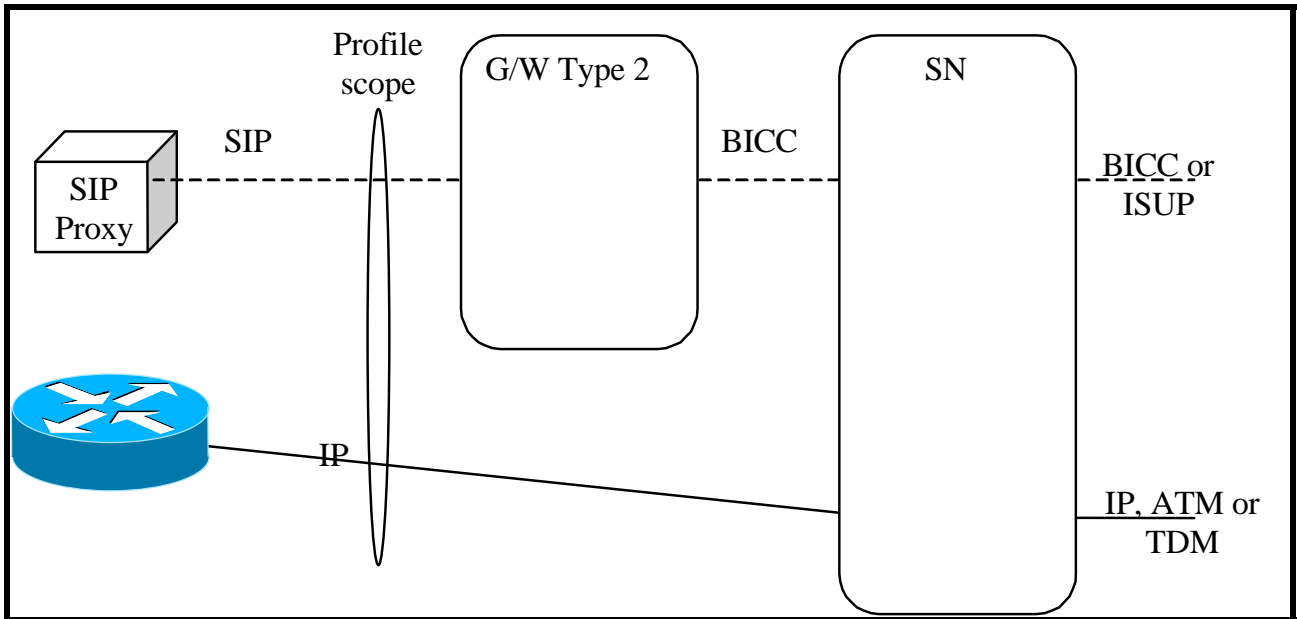 Profile
scope
G/W Type 2
SN
SIP
BICC
SIP
Proxy
BICC or
ISUP
IP
IP, ATM or
TDM